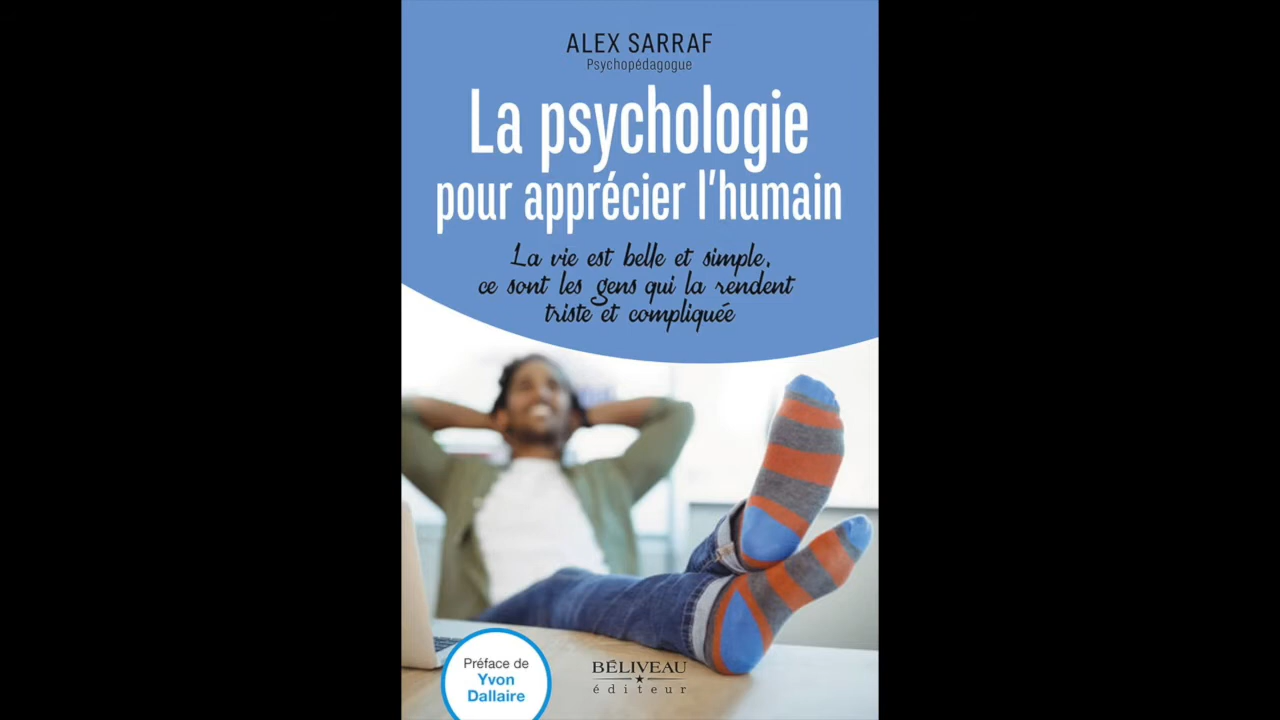 ALEX SARRAF
Psychopédagogue
La psychologie
pour apprécier l'humain
La vie est belle et simple,
ce sont les gens qui la rendent
triste et compliquée
Préface de
Yvon
Dallaire
BÉLIVEAU
éditeur